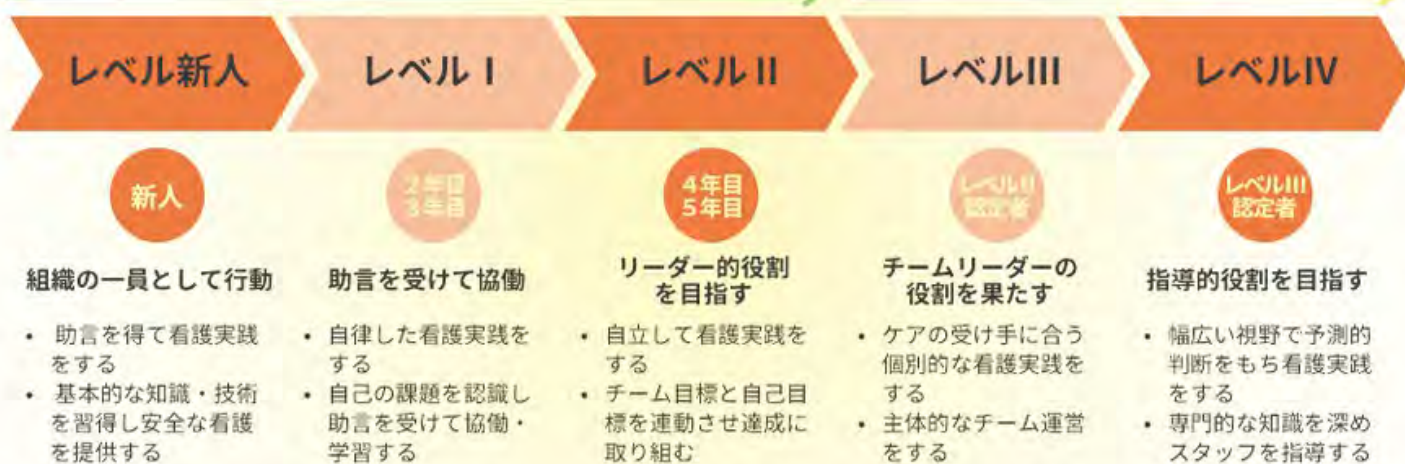 レベル新人
レベル I
レベル II
レベルIII
レベルIV
新人
2年目
3年目
4年目
5年目
レベルII
認定者
レベルIII
認定者
組織の一員として行動
助言を受けて協働
リーダー的役割
を目指す
チームリーダーの
役割を果たす
指導的役割を目指す
• 助言を得て看護実践
をする
• 基本的な知識・技術
を習得し安全な看護
を提供する
• 自律した看護実践を
する
• 自己の課題を認識し
助言を受けて協働・
学習する
• 自立して看護実践を
する
• チーム目標と自己目
標を連動させ達成に
取り組む
• ケアの受け手に合う
個別的な看護実践を
する
• 主体的なチーム運営
をする
• 幅広い視野で予測的
判断をもち看護実践
をする
• 専門的な知識を深め
スタッフを指導する